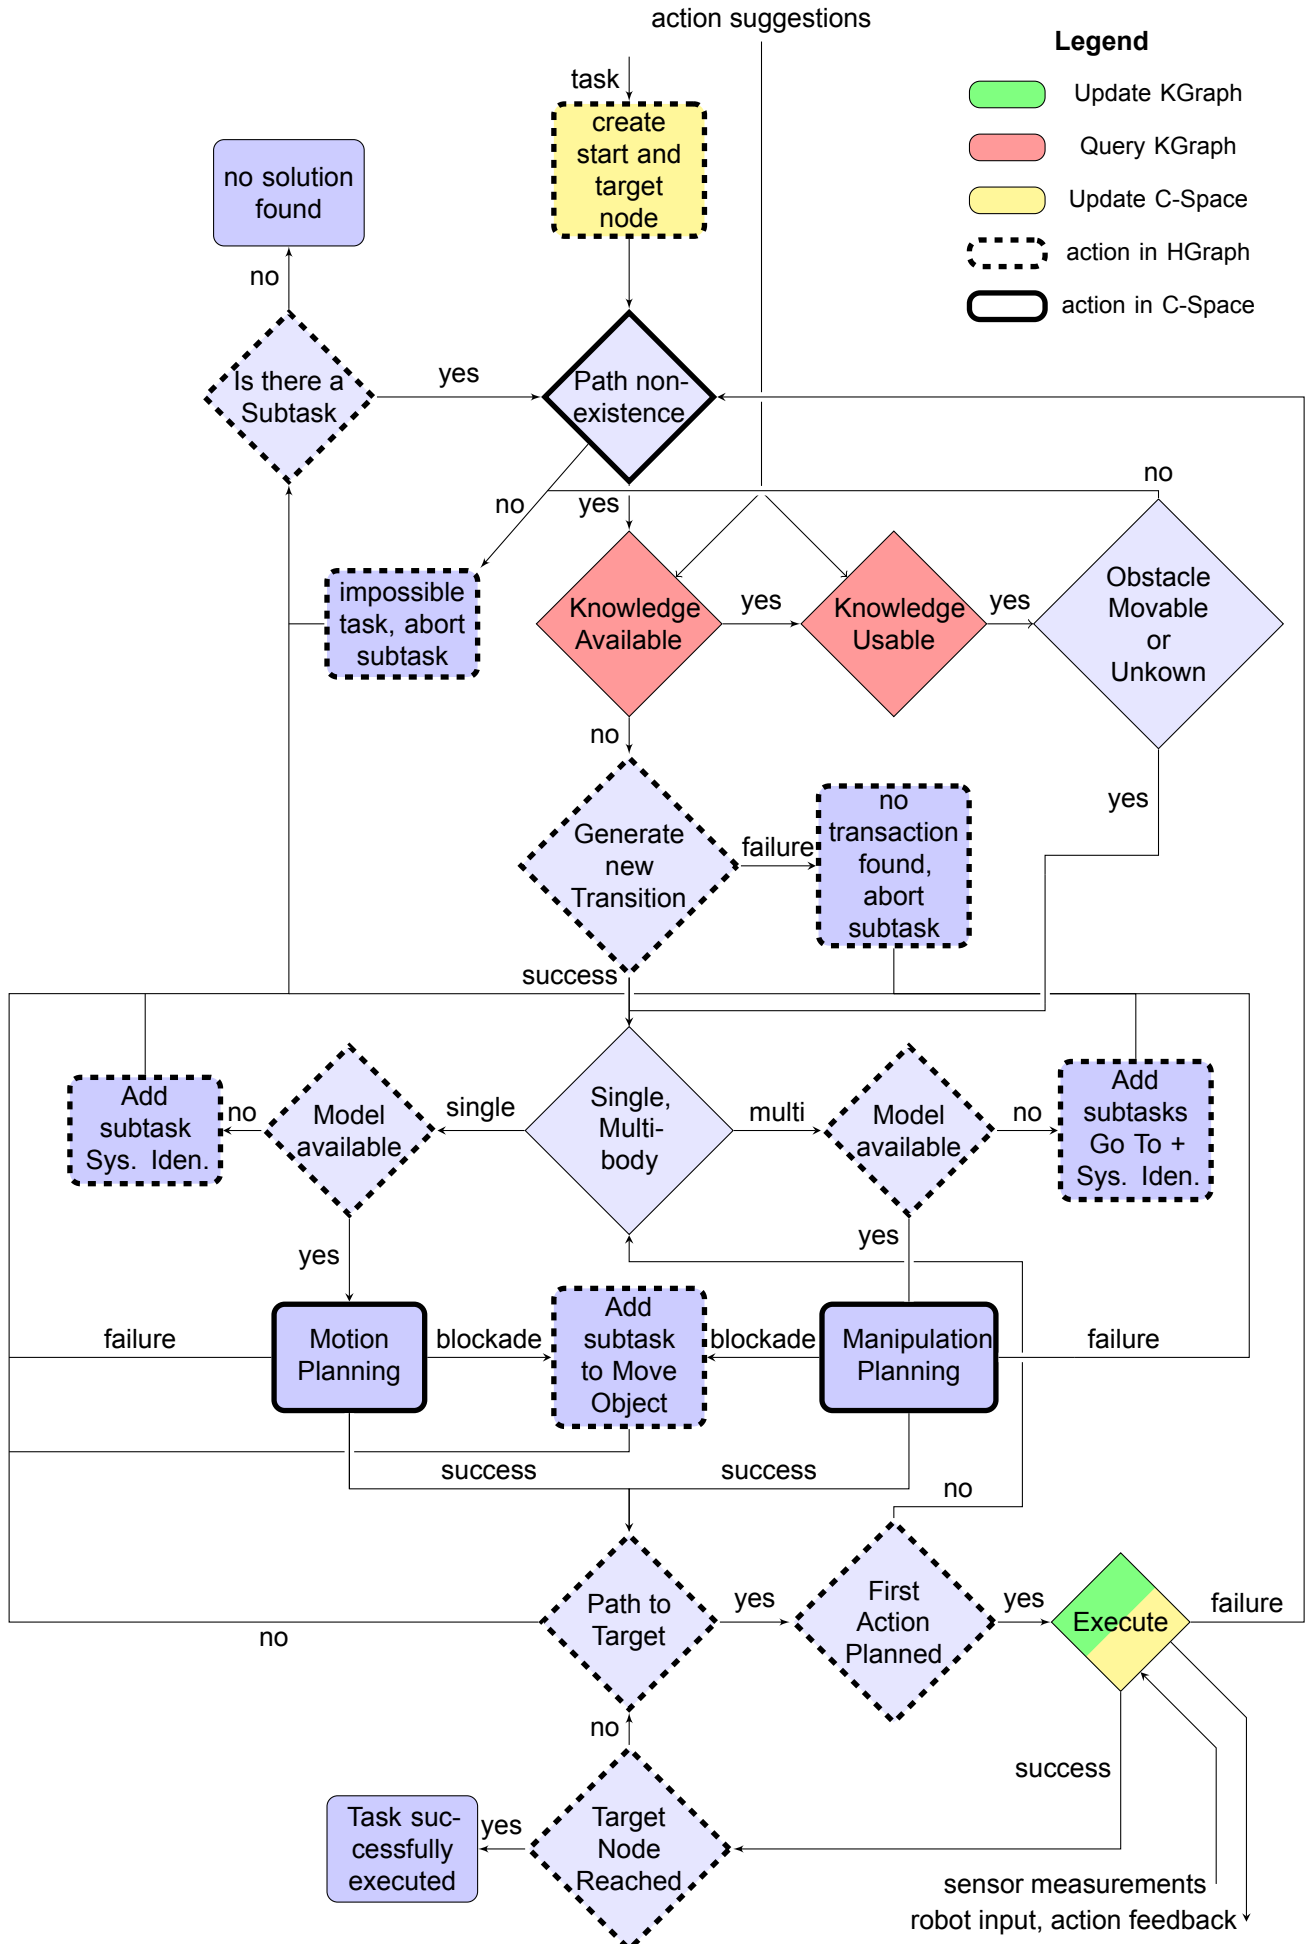 action suggestions
Legend
task
Update KGraph
Query KGraph
Update C-Space
action in HGraph
action in C-Space
create
start and
target
node
no solution
found
no
Is there a
Subtask
yes
Path non-
existence
no
yes
no
impossible
task, abort
subtask
Knowledge
Available
yes
Knowledge
Usable
yes
Obstacle
Movable
or
Unkown
no
yes
Generate
new
Transition
failure
no
transaction
found,
abort
subtask
success
Add
subtask
Sys. Iden.
no
Model
available
single
Single,
Multi-
body
multi
Model
available
no
Add
subtasks
Go To +
Sys. Iden.
yes
yes
failure
Motion
Planning
blockade
Add
subtask
to Move
Object
blockade
Manipulation
Planning
failure
success
success
no
Path to
Target
yes
First
Action
Planned
yes
Execute
failure
no
no
success
Task suc-
cessfully
executed
yes
Target
Node
Reached
sensor measurements
robot input, action feedback